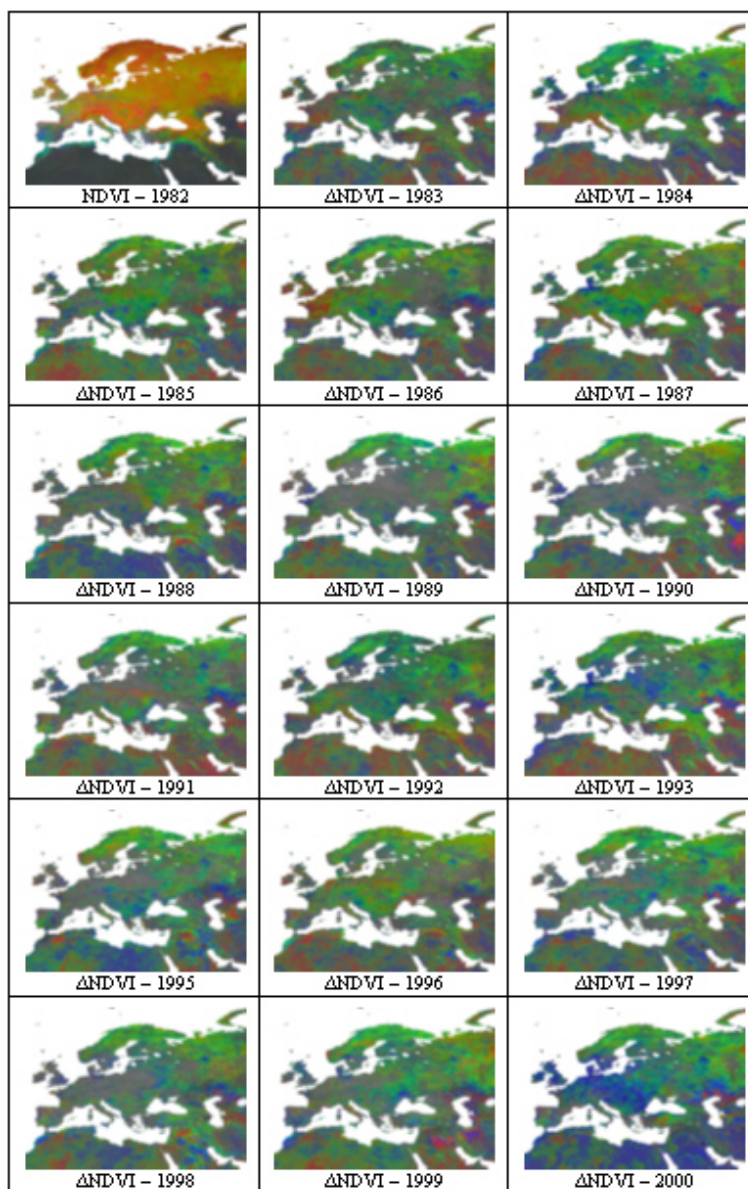 NDVI – 1982
ΔNDVI – 1983
ΔNDVI – 1984
ΔNDVI – 1985
ΔNDVI – 1986
ΔNDVI – 1987
ΔNDVI – 1988
ΔNDVI – 1989
ΔNDVI – 1990
ΔNDVI – 1991
ΔNDVI – 1992
ΔNDVI – 1993
ΔNDVI – 1995
ΔNDVI – 1996
ΔNDVI – 1997
ΔNDVI – 1998
ΔNDVI – 1999
ΔNDVI – 2000